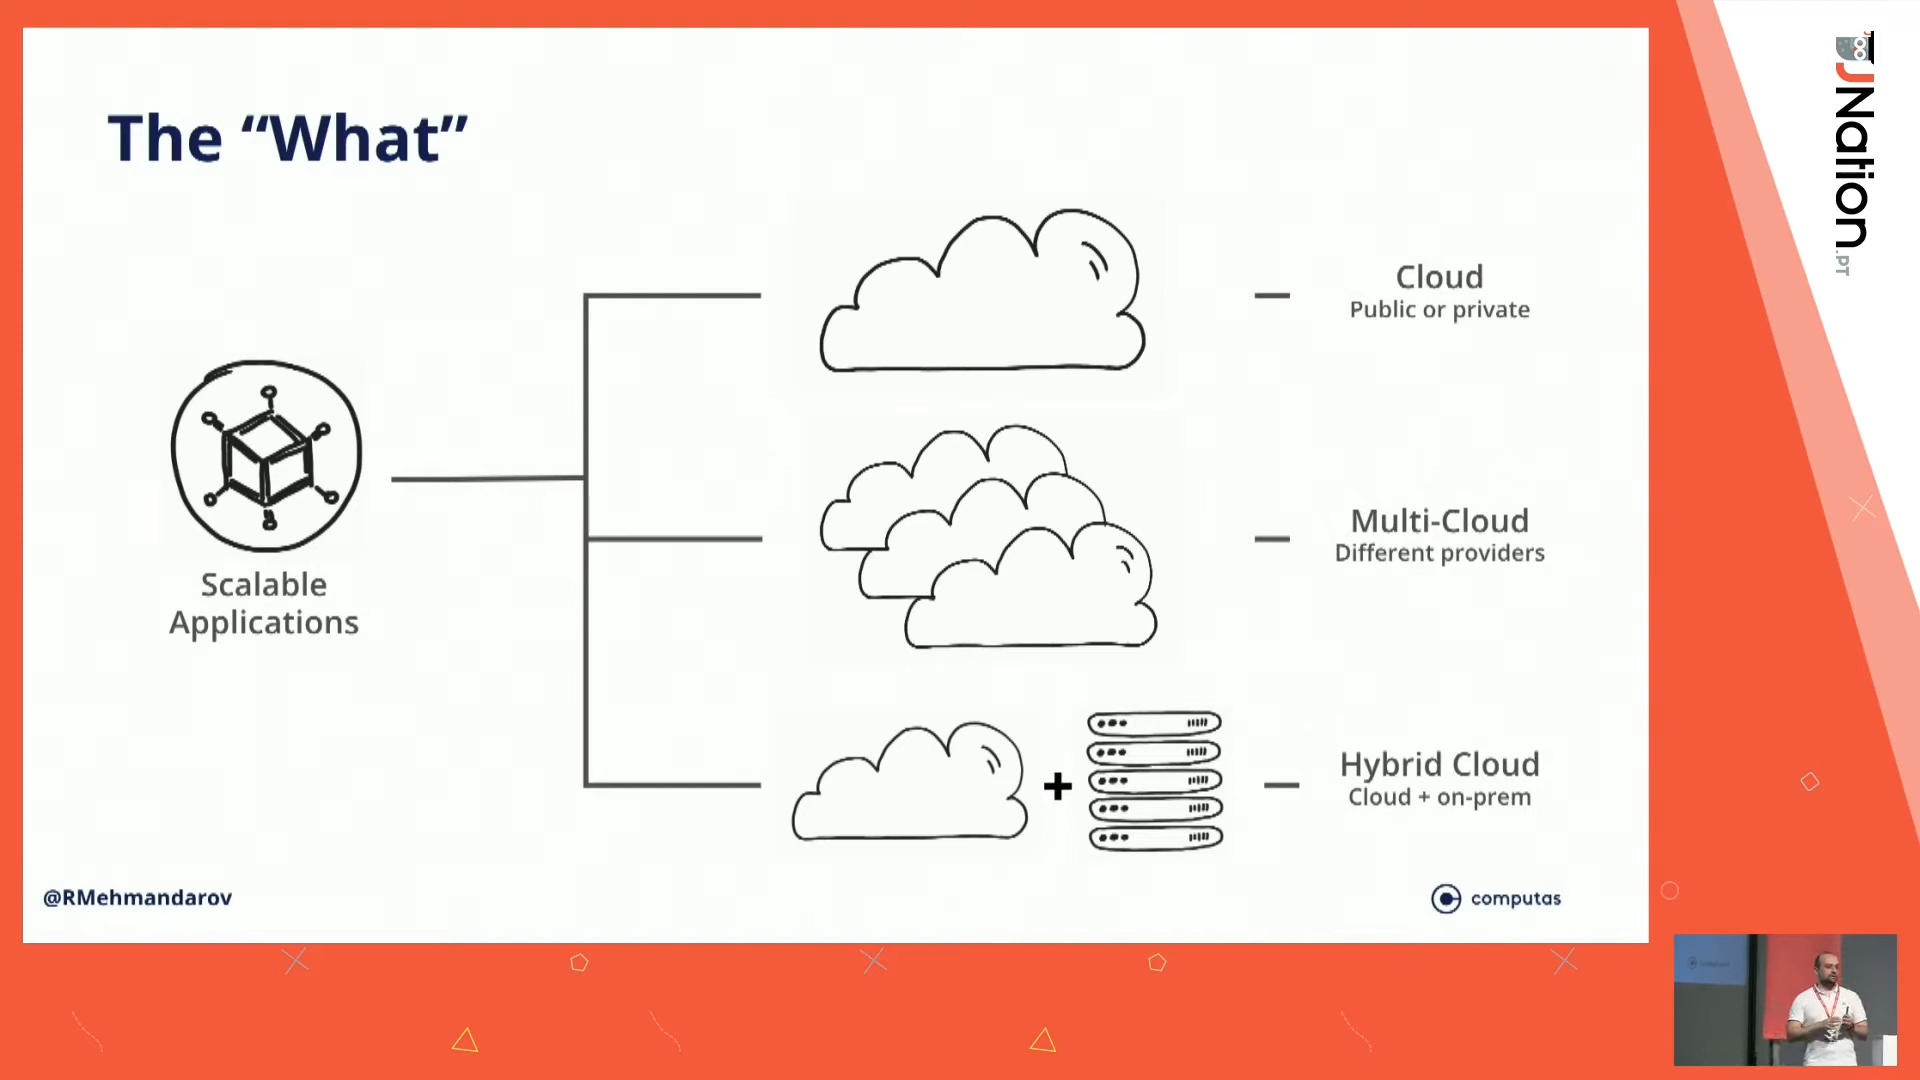 The “What”
Scalable
Applications
Cloud
Public or private
Multi-Cloud
Different providers
Hybrid Cloud
Cloud + on-prem
@RMehmandarov
computas
JNation
.PT